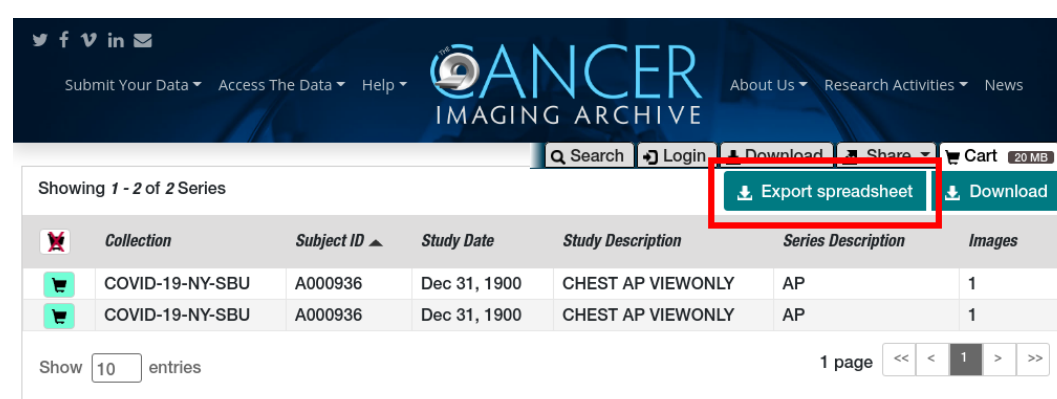 Submit Your Data Access The Data Help
THE CANCER
IMAGING ARCHIVE
About Us Research Activities News
Search Login Download Share Cart 20 MB
Showing 1 - 2 of 2 Series
Export spreadsheet Download
Collection Subject ID Study Date Study Description Series Description Images
COVID-19-NY-SBU A000936 Dec 31, 1900 CHEST AP VIEWONLY AP 1
COVID-19-NY-SBU A000936 Dec 31, 1900 CHEST AP VIEWONLY AP 1
Show 10 entries
1 page << < 1 > >>